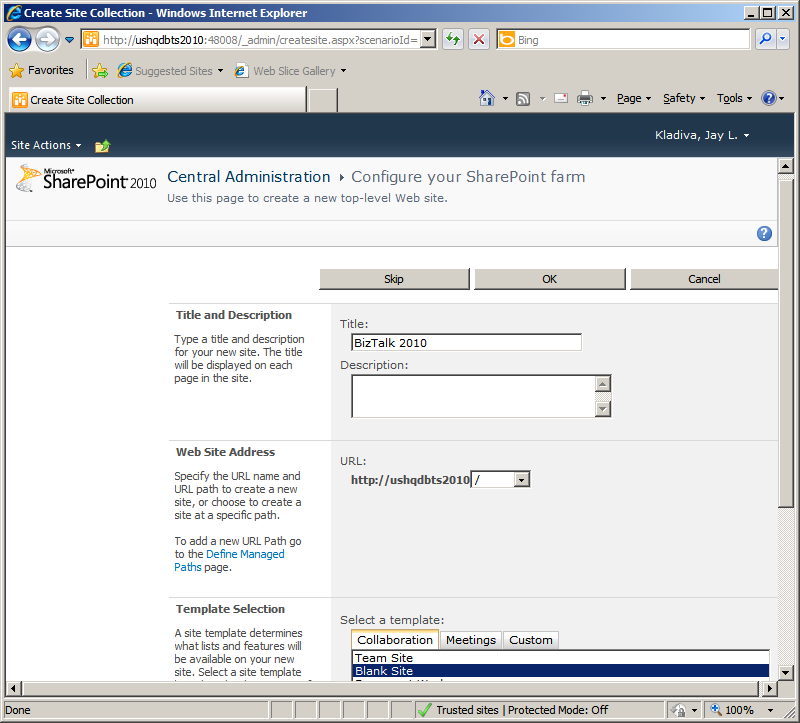 Create Site Collection - Windows Internet Explorer
http://ushqdbts2010:48008/_admin/createsite.aspx?scenarioId=
Bing
Favorites
Suggested Sites
Web Slice Gallery
Create Site Collection
Page
Safety
Tools
Site Actions
Kladiva, Jay L.
Microsoft
SharePoint 2010
Central Administration
Configure your SharePoint farm
Use this page to create a new top-level Web site.
Skip
OK
Cancel
Title and Description
Type a title and description
for your new site. The title
will be displayed on each
page in the site.
Title:
BizTalk 2010
Description:
Web Site Address
Specify the URL name and
URL path to create a new
site, or choose to create a
site at a specific path.
To add a new URL Path go
to the Define Managed
Paths page.
URL:
http://ushqdbts2010 /
Template Selection
A site template determines
what lists and features will
be available on your new
site. Select a site template
Select a template:
Collaboration
Meetings
Custom
Team Site
Blank Site
Done
Trusted sites | Protected Mode: Off
100%